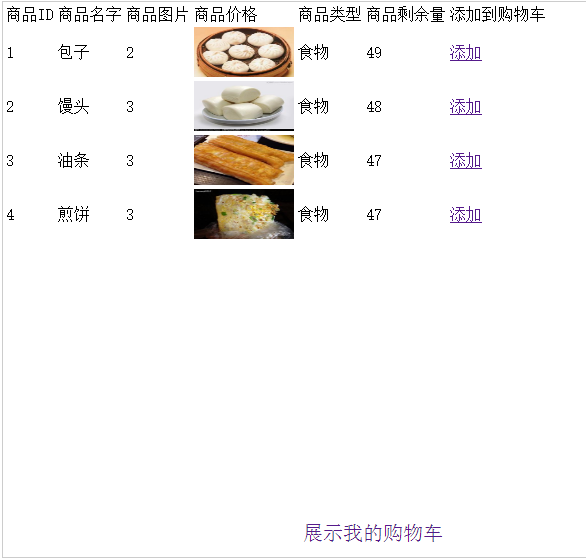 商品ID 商品名字 商品图片 商品价格 商品类型 商品剩余量 添加到购物车
1 包子 2 食物 49 添加
2 馒头 3 食物 48 添加
3 油条 3 食物 47 添加
4 煎饼 3 食物 47 添加
展示我的购物车